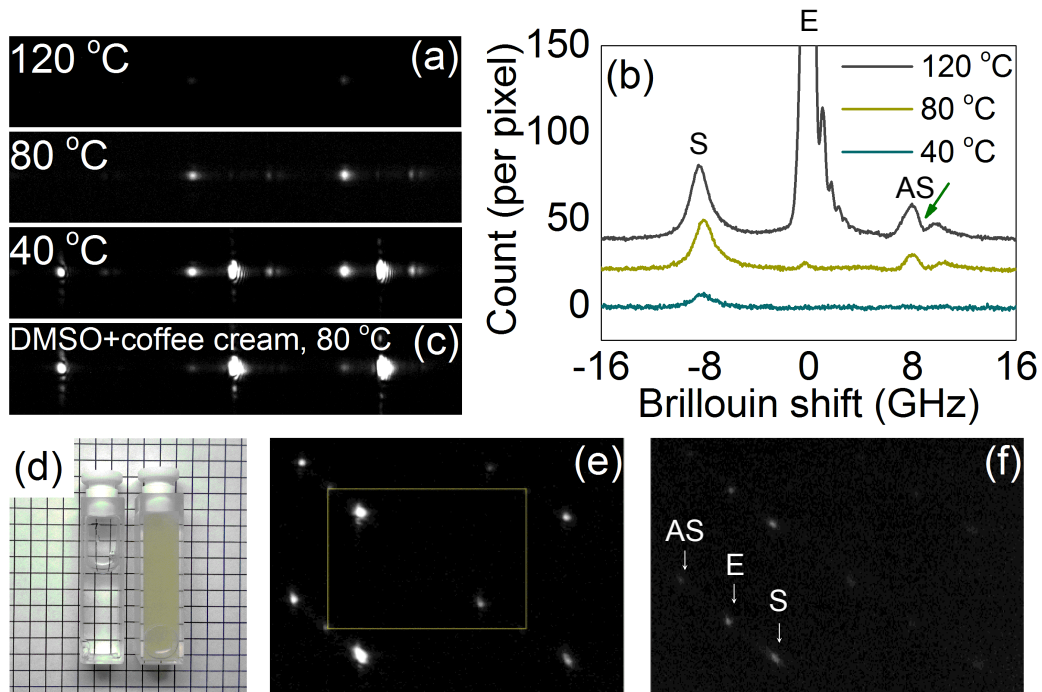 120 °C
(a)
80 °C
40 °C
DMSO+coffee cream, 80 °C
(c)
E
150
120 °C
(b)
80 °C
100
S
40 °C
AS
50
0
Count (per pixel)
-16
-8
0
8
16
Brillouin shift (GHz)
(d)
(e)
(f)
AS
E
S